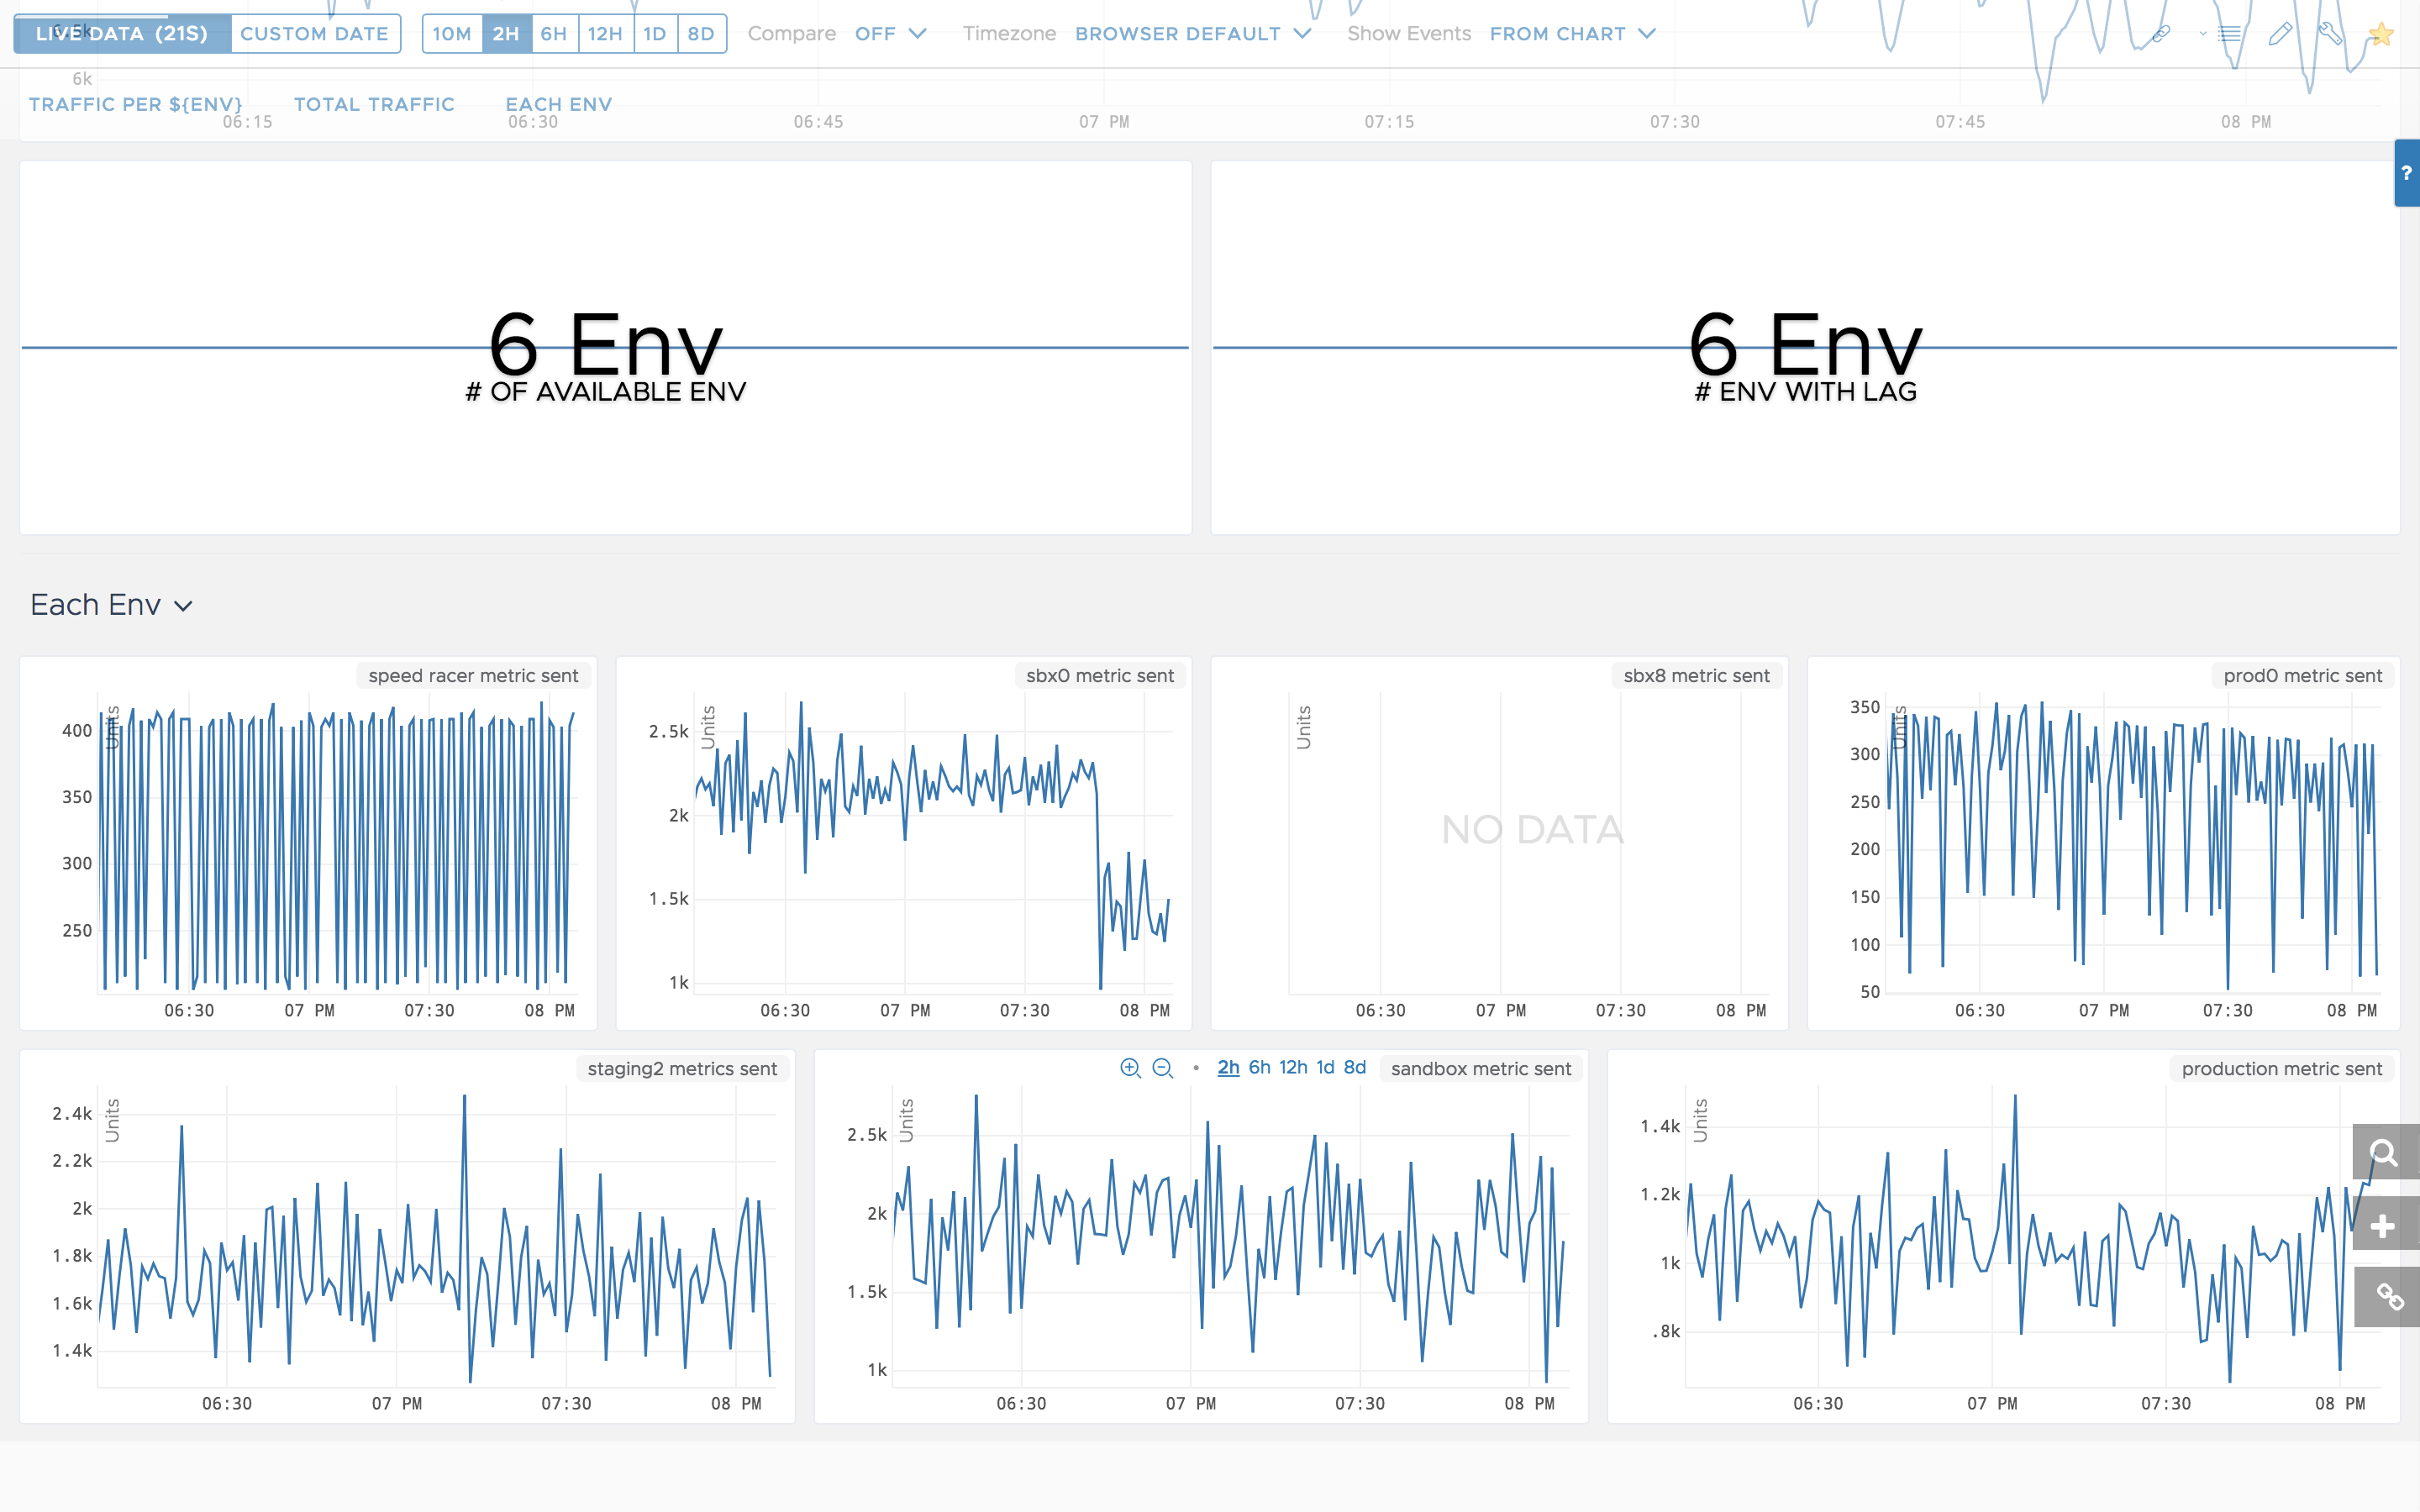 LIVE DATA (21S) CUSTOM DATE 10M 2H 6H 12H 1D 8D Compare OFF Timezone BROWSER DEFAULT Show Events FROM CHART
6k
TRAFFIC PER ${ENV} TOTAL TRAFFIC EACH ENV
06:15 06:30 06:45 07 PM 07:15 07:30 07:45 08 PM
?
6 Env
# OF AVAILABLE ENV
6 Env
# ENV WITH LAG
Each Env
speed racer metric sent
Units
400
350
300
250
06:30 07 PM 07:30 08 PM
sbx0 metric sent
Units
2.5k
2k
1.5k
1k
06:30 07 PM 07:30 08 PM
sbx8 metric sent
Units
NO DATA
06:30 07 PM 07:30 08 PM
prod0 metric sent
Units
350
300
250
200
150
100
50
06:30 07 PM 07:30 08 PM
staging2 metrics sent
Units
2.4k
2.2k
2k
1.8k
1.6k
1.4k
06:30 07 PM 07:30 08 PM
2h 6h 12h 1d 8d sandbox metric sent
Units
2.5k
2k
1.5k
1k
06:30 07 PM 07:30 08 PM
production metric sent
Units
1.4k
1.2k
1k
.8k
06:30 07 PM 07:30 08 PM